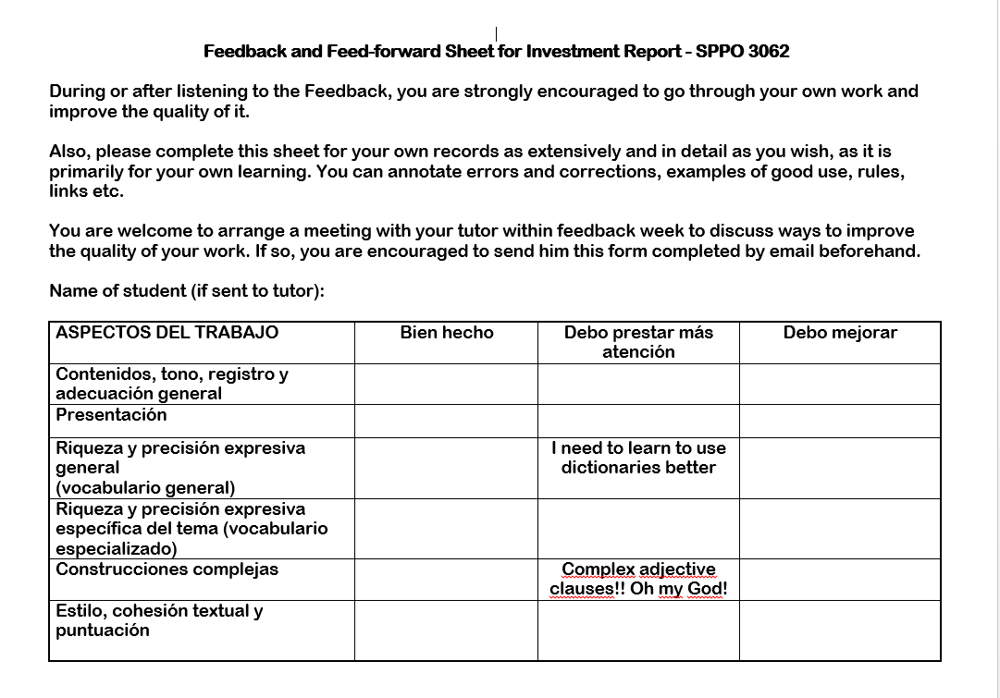 Feedback and Feed-forward Sheet for Investment Report - SPPO 3062
During or after listening to the Feedback, you are strongly encouraged to go through your own work and
improve the quality of it.
Also, please complete this sheet for your own records as extensively and in detail as you wish, as it is
primarily for your own learning. You can annotate errors and corrections, examples of good use, rules,
links etc.
You are welcome to arrange a meeting with your tutor within feedback week to discuss ways to improve
the quality of your work. If so, you are encouraged to send him this form completed by email beforehand.
Name of student (if sent to tutor):
ASPECTOS DEL TRABAJO
Bien hecho
Debo prestar más
atención
Debo mejorar
Contenidos, tono, registro y
adecuación general
Presentación
Riqueza y precisión expresiva
general
(vocabulario general)
I need to learn to use
dictionaries better
Riqueza y precisión expresiva
específica del tema (vocabulario
especializado)
Construcciones complejas
Complex adjective
clauses!! Oh my God!
Estilo, cohesión textual y
puntuación